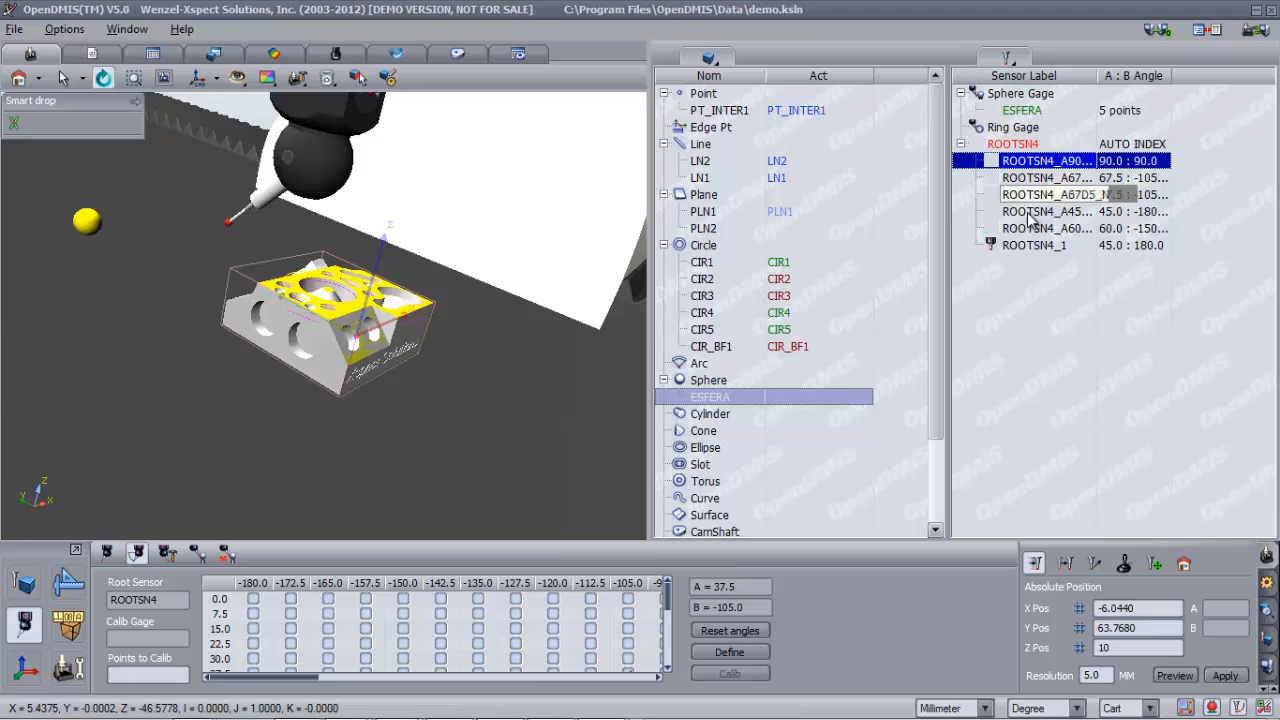 OpenDMIS(TM) V5.0 Wenzel-Xspect Solutions, Inc. (2003-2012) [DEMO VERSION, NOT FOR SALE] C:\Program Files\OpenDMIS\Data\demo.ksln
File Options Window Help
Smart drop
Nom Act
Point
PT_INTER1 PT_INTER1
Edge Pt
Line
LN2 LN2
LN1 LN1
Plane
PLN1 PLN1
PLN2
Circle
CIR1 CIR1
CIR2 CIR2
CIR3 CIR3
CIR4 CIR4
CIR5 CIR5
CIR_BF1 CIR_BF1
Arc
Sphere
ESFERA
Cylinder
Cone
Ellipse
Slot
Torus
Curve
Surface
CamShaft
Sensor Label A : B Angle
Sphere Gage
ESFERA 5 points
Ring Gage
ROOTSN4 AUTO INDEX
ROOTSN4_A90... 90.0 : 90.0
ROOTSN4_A67... 67.5 : -105...
ROOTSN4_A67D5_ .5 : -105...
ROOTSN4_A45... 45.0 : -180...
ROOTSN4_A60... 60.0 : -150...
ROOTSN4_1 45.0 : 180.0
Z
Xspect Solutions
Z
Y X
Root Sensor
ROOTSN4
Calib Gage
Points to Calib
-180.0 -172.5 -165.0 -157.5 -150.0 -142.5 -135.0 -127.5 -120.0 -112.5 -105.0
0.0
7.5
15.0
22.5
30.0
A = 37.5
B = -105.0
Reset angles
Define
Calib
Absolute Position
X Pos -6.0440 A
Y Pos 63.7680 B
Z Pos 10
Resolution 5.0 MM Preview Apply
X = 5.4375, Y = -0.0002, Z = -46.5778, I = 0.0000, J = 1.0000, K = -0.0000
Millimeter Degree Cart